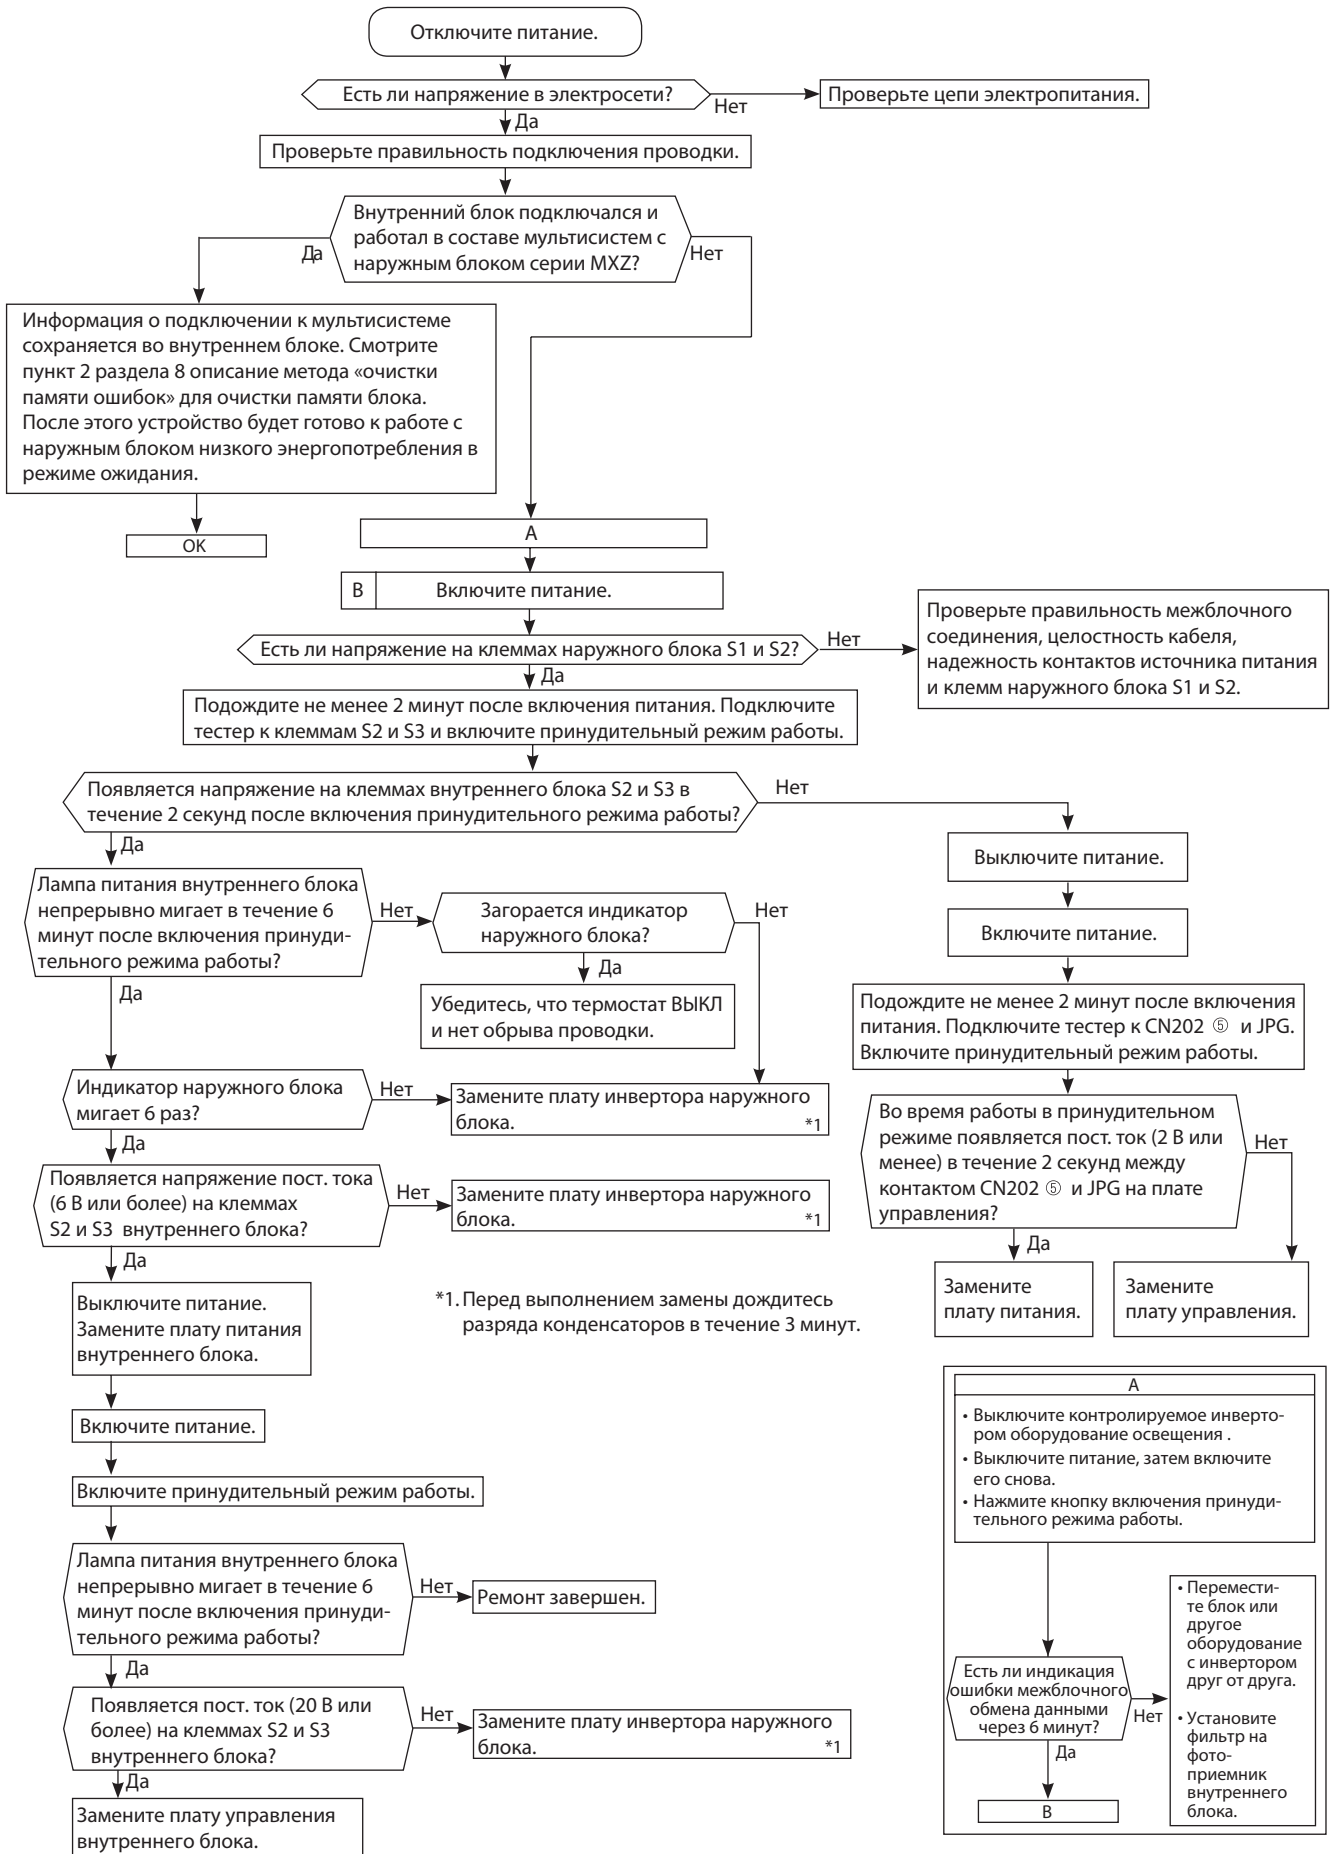 Отключите питание.
Есть ли напряжение в электросети?
Нет
Проверьте цепи электропитания.
Да
Проверьте правильность подключения проводки.
Внутренний блок подключался и
работал в составе мультисистем с
наружным блоком серии MXZ?
Да
Нет
Информация о подключении к мультисистеме
сохраняется во внутреннем блоке. Смотрите
пункт 2 раздела 8 описание метода «очистки
памяти ошибок» для очистки памяти блока.
После этого устройство будет готово к работе с
наружным блоком низкого энергопотребления в
режиме ожидания.
OK
A
B
Включите питание.
Есть ли напряжение на клеммах наружного блока S1 и S2?
Нет
Проверьте правильность межблочного
соединения, целостность кабеля,
надежность контактов источника питания
и клемм наружного блока S1 и S2.
Да
Подождите не менее 2 минут после включения питания. Подключите
тестер к клеммам S2 и S3 и включите принудительный режим работы.
Появляется напряжение на клеммах внутреннего блока S2 и S3 в
течение 2 секунд после включения принудительного режима работы?
Нет
Да
Лампа питания внутреннего блока
непрерывно мигает в течение 6
минут после включения принуди-
тельного режима работы?
Нет
Загорается индикатор
наружного блока?
Нет
Да
Убедитесь, что термостат ВЫКЛ
и нет обрыва проводки.
Да
Индикатор наружного блока
мигает 6 раз?
Нет
Замените плату инвертора наружного
блока. *1
Да
Появляется напряжение пост. тока
(6 В или более) на клеммах
S2 и S3 внутреннего блока?
Нет
Замените плату инвертора наружного
блока. *1
Да
Выключите питание.
Замените плату питания
внутреннего блока.
*1. Перед выполнением замены дождитесь
разряда конденсаторов в течение 3 минут.
Включите питание.
Включите принудительный режим работы.
Лампа питания внутреннего блока
непрерывно мигает в течение 6
минут после включения принуди-
тельного режима работы?
Нет
Ремонт завершен.
Да
Появляется пост. ток (20 В или
более) на клеммах S2 и S3
внутреннего блока?
Нет
Замените плату инвертора наружного
блока. *1
Да
Замените плату управления
внутреннего блока.
Выключите питание.
Включите питание.
Подождите не менее 2 минут после включения
питания. Подключите тестер к CN202 ⑤ и JPG.
Включите принудительный режим работы.
Во время работы в принудительном
режиме появляется пост. ток (2 В или
менее) в течение 2 секунд между
контактом CN202 ⑤ и JPG на плате
управления?
Нет
Да
Замените
плату питания.
Замените
плату управления.
A
• Выключите контролируемое инверто-
ром оборудование освещения .
• Выключите питание, затем включите
его снова.
• Нажмите кнопку включения принуди-
тельного режима работы.
Есть ли индикация
ошибки межблочного
обмена данными
через 6 минут?
Нет
• Перемести-
те блок или
другое
оборудование
с инвертором
друг от друга.
• Установите
фильтр на
фото-
приемник
внутреннего
блока.
Да
B